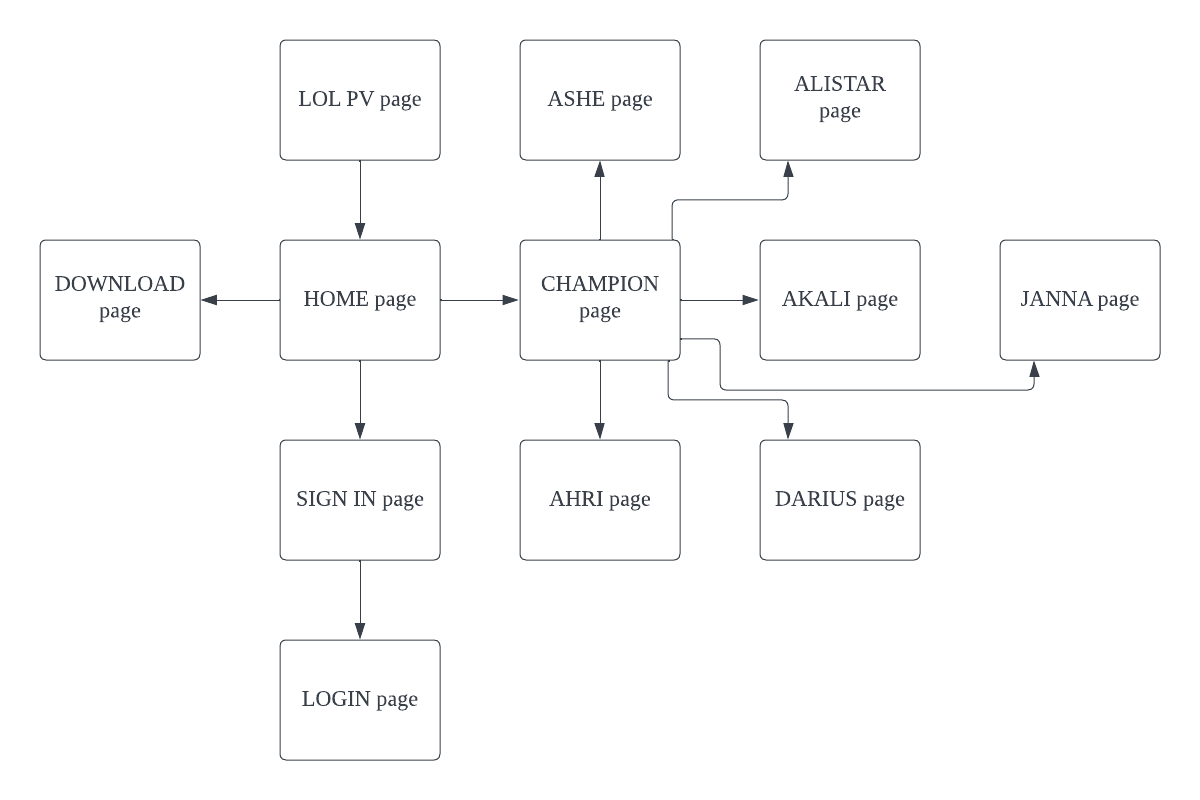 LOL PV page
ASHE page
ALISTAR
page
DOWNLOAD
page
HOME page
CHAMPION
page
AKALI page
JANNA page
SIGN IN page
AHRI page
DARIUS page
LOGIN page